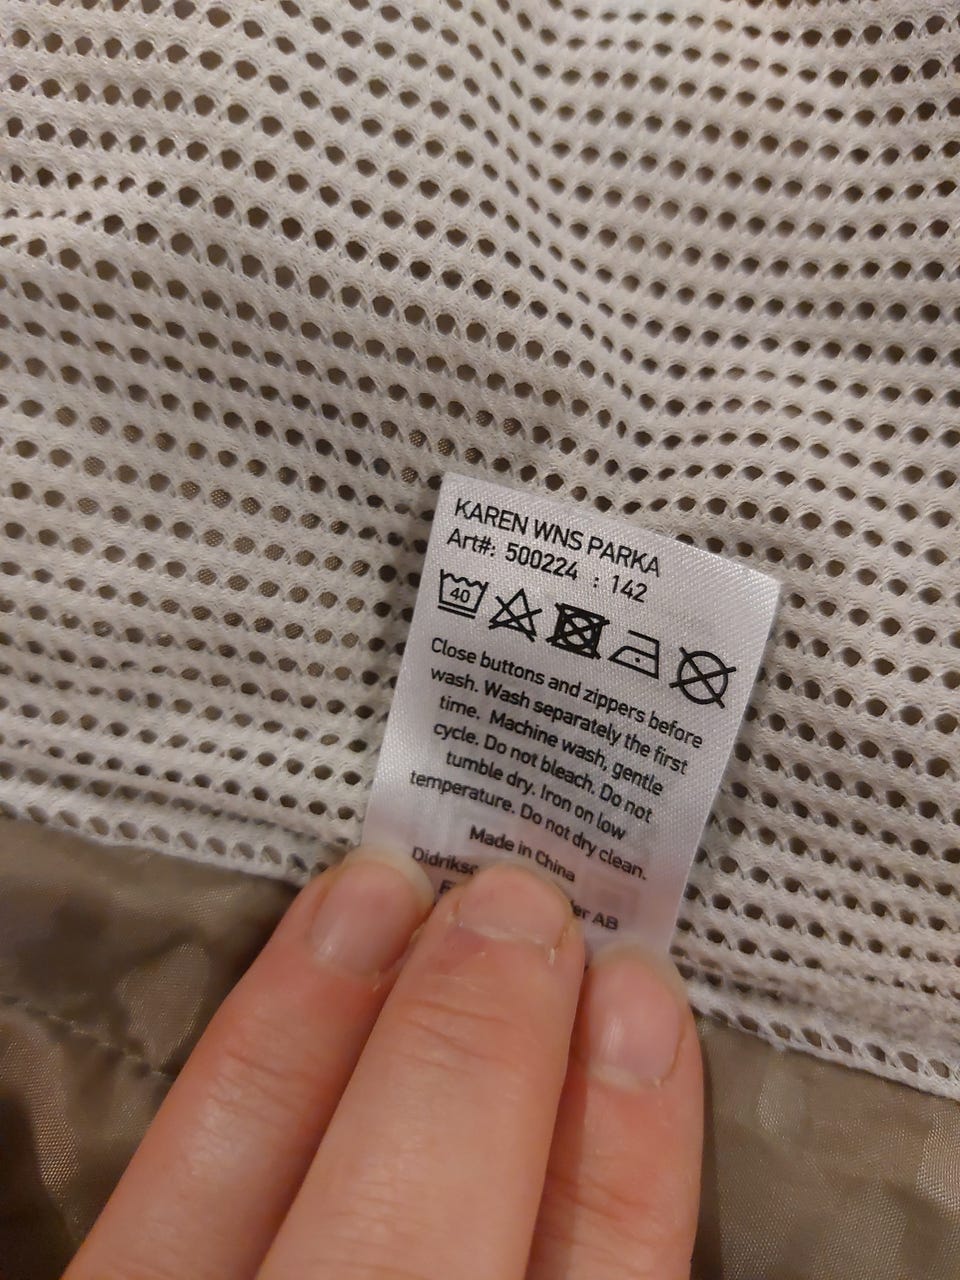 KAREN WNS PARKA
Art#: 500224 : 142
40
Close buttons and zippers before
wash. Wash separately the first
time. Machine wash, gentle
cycle. Do not bleach. Do not
tumble dry. Iron on low
temperature. Do not dry clean.
Made in China
AB